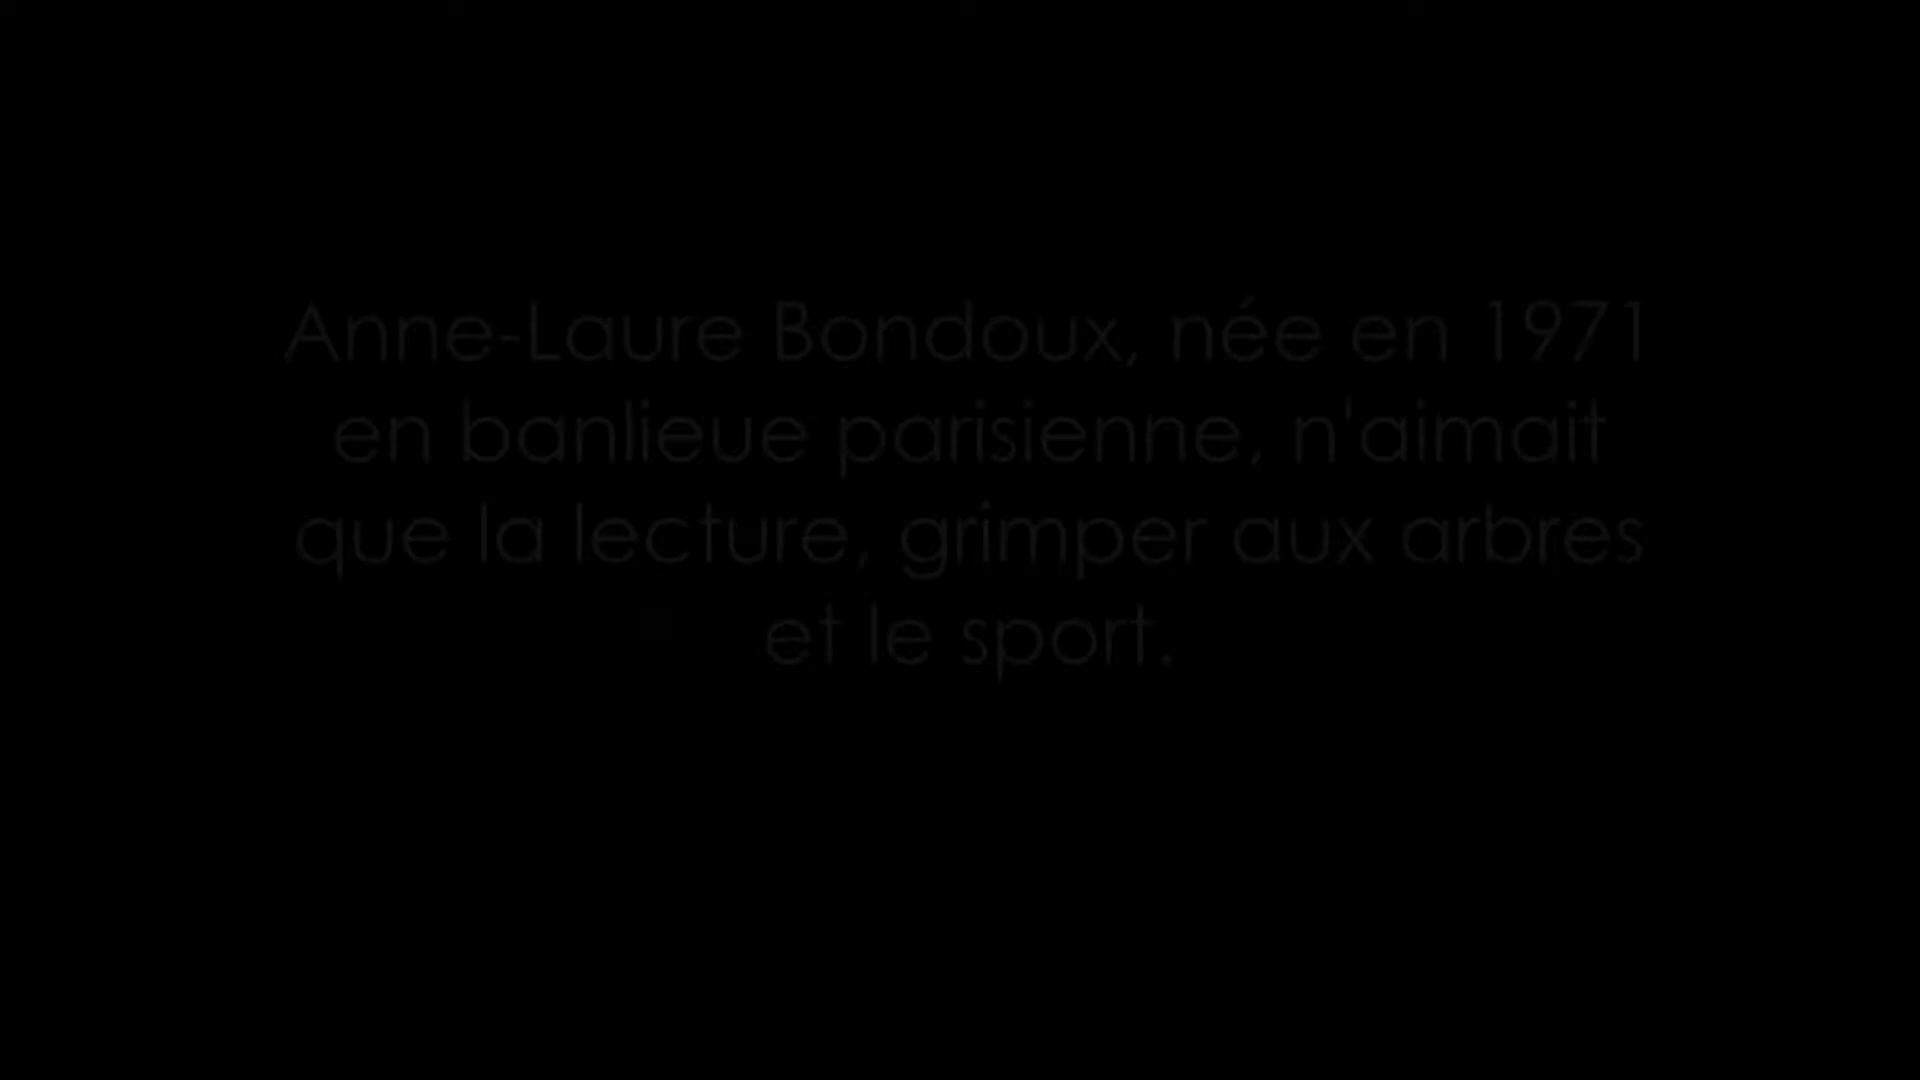 Anne-Laure Bondoux, née en 1971
en banlieue parisienne, n'aimait
que la lecture, grimper aux arbres
et le sport.